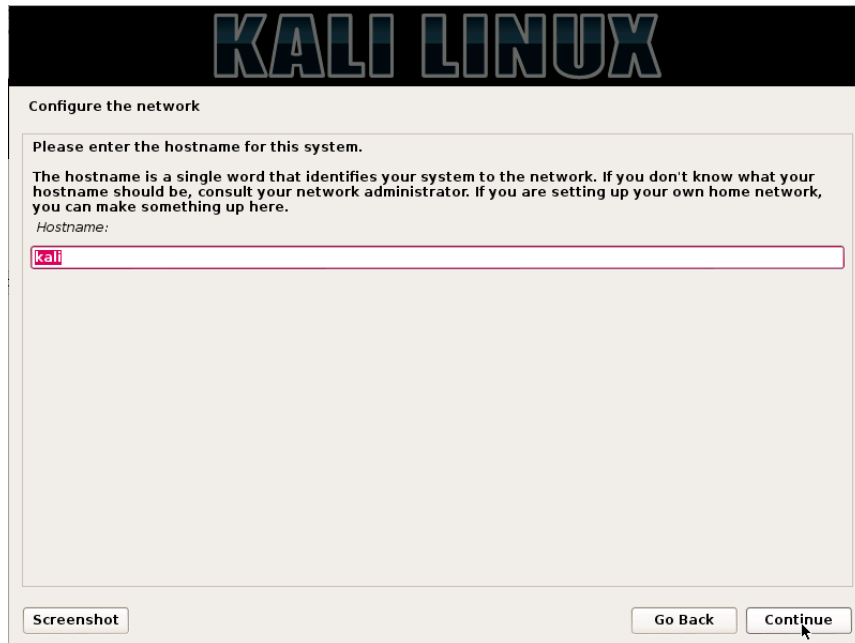 KALI LINUX
Configure the network
Please enter the hostname for this system.
The hostname is a single word that identifies your system to the network. If you don't know what your
hostname should be, consult your network administrator. If you are setting up your own home network,
you can make something up here.
Hostname:
kali
Screenshot
Go Back
Continue